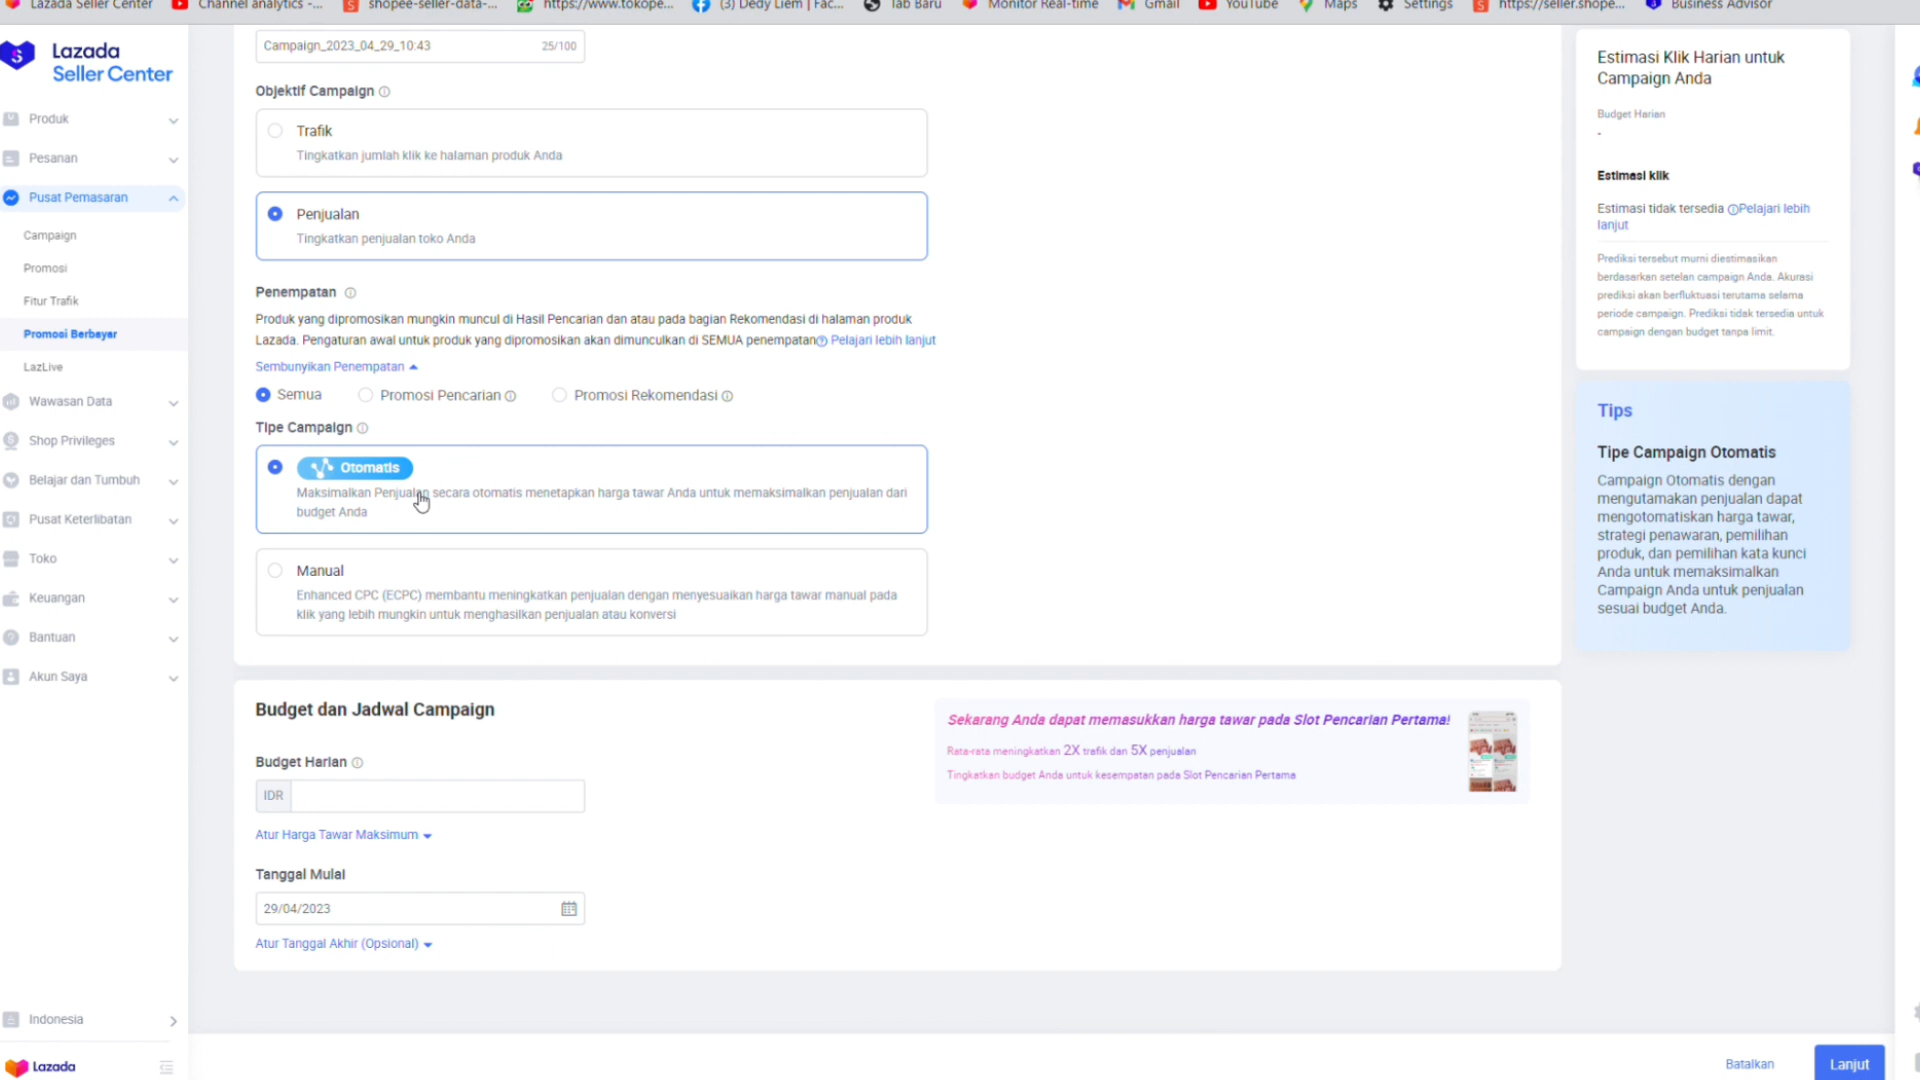 Lazada Seller Center
Channel analytics -...
shopee-seller-data-...
https://www.tokope...
(3) Dedy Liem | Fac...
Tab Baru
Monitor Real-time
Gmail
YouTube
Maps
Settings
https://seller.shope...
Business Advisor
Lazada
Seller Center
Produk
Pesanan
Pusat Pemasaran
Campaign
Promosi
Fitur Trafik
Promosi Berbayar
LazLive
Wawasan Data
Shop Privileges
Belajar dan Tumbuh
Pusat Keterlibatan
Toko
Keuangan
Bantuan
Akun Saya
Indonesia
Lazada
Campaign_2023_04_29_10:43
25/100
Objektif Campaign
Trafik
Tingkatkan jumlah klik ke halaman produk Anda
Penjualan
Tingkatkan penjualan toko Anda
Penempatan
Produk yang dipromosikan mungkin muncul di Hasil Pencarian dan atau pada bagian Rekomendasi di halaman produk
Lazada. Pengaturan awal untuk produk yang dipromosikan akan dimunculkan di SEMUA penempatan Pelajari lebih lanjut
Sembunyikan Penempatan
Semua Promosi Pencarian Promosi Rekomendasi
Tipe Campaign
Otomatis
Maksimalkan Penjualan secara otomatis menetapkan harga tawar Anda untuk memaksimalkan penjualan dari
budget Anda
Manual
Enhanced CPC (ECPC) membantu meningkatkan penjualan dengan menyesuaikan harga tawar manual pada
klik yang lebih mungkin untuk menghasilkan penjualan atau konversi
Budget dan Jadwal Campaign
Budget Harian
IDR
Atur Harga Tawar Maksimum
Tanggal Mulai
29/04/2023
Atur Tanggal Akhir (Opsional)
Sekarang Anda dapat memasukkan harga tawar pada Slot Pencarian Pertama!
Rata-rata meningkatkan 2X trafik dan 5X penjualan
Tingkatkan budget Anda untuk kesempatan pada Slot Pencarian Pertama
Estimasi Klik Harian untuk
Campaign Anda
Budget Harian
-
Estimasi klik
Estimasi tidak tersedia Pelajari lebih
lanjut
Prediksi tersebut murni diestimasikan
berdasarkan setelan campaign Anda. Akurasi
prediksi akan berfluktuasi terutama selama
periode campaign. Prediksi tidak tersedia untuk
campaign dengan budget tanpa limit.
Tips
Tipe Campaign Otomatis
Campaign Otomatis dengan
mengutamakan penjualan dapat
mengotomatiskan harga tawar,
strategi penawaran, pemilihan
produk, dan pemilihan kata kunci
Anda untuk memaksimalkan
Campaign Anda untuk penjualan
sesuai budget Anda.
Batalkan
Lanjut